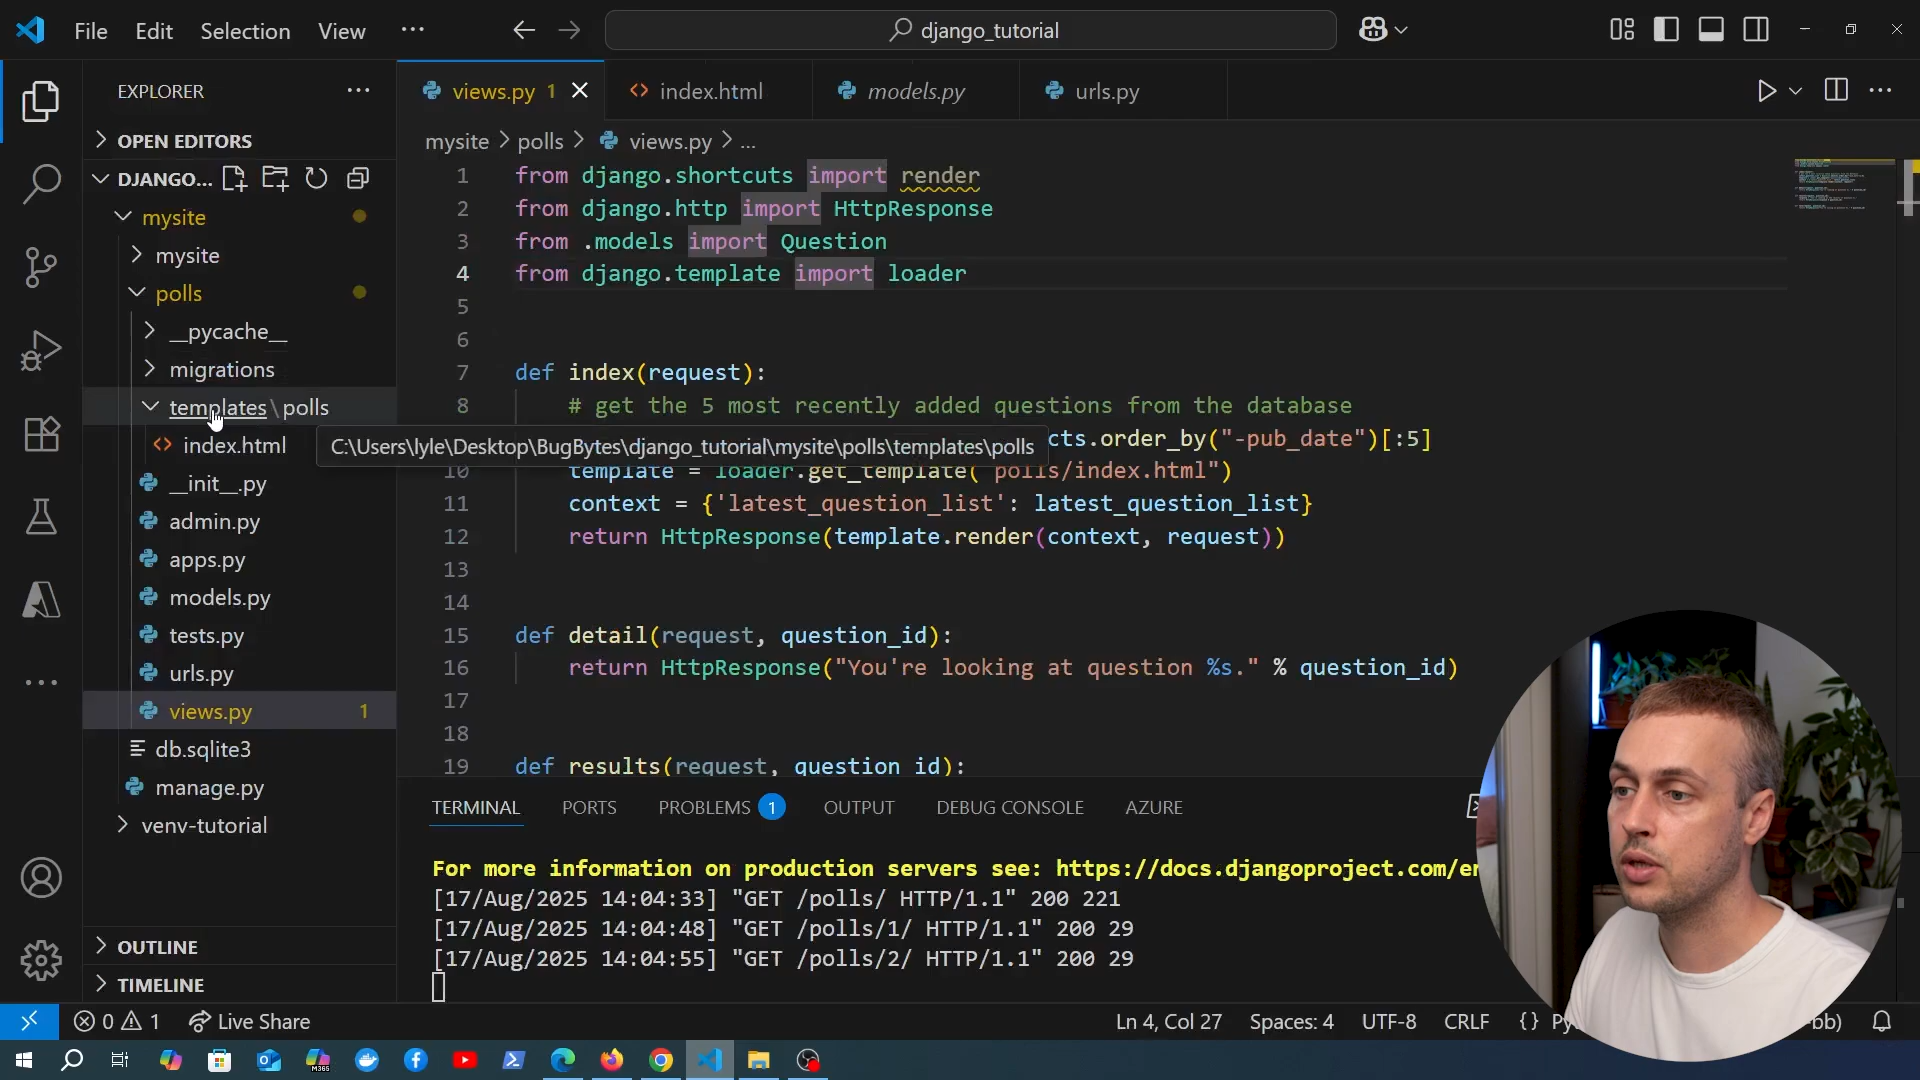 File Edit Selection View ... django_tutorial
EXPLORER ...
OPEN EDITORS
DJANGO...
mysite
mysite
polls
__pycache__
migrations
templates\polls
index.html
__init__.py
admin.py
apps.py
models.py
tests.py
urls.py
views.py 1
db.sqlite3
manage.py
venv-tutorial
OUTLINE
TIMELINE
views.py 1 index.html models.py urls.py
mysite > polls > views.py > ...
1 from django.shortcuts import render
2 from django.http import HttpResponse
3 from .models import Question
4 from django.template import loader
5
6
7 def index(request):
8 # get the 5 most recently added questions from the database
cts.order_by("-pub_date")[:5]
C:\Users\lyle\Desktop\BugBytes\django_tutorial\mysite\polls\templates\polls
10 template = loader.get_template( polls/index.html")
11 context = {'latest_question_list': latest_question_list}
12 return HttpResponse(template.render(context, request))
13
14
15 def detail(request, question_id):
16 return HttpResponse("You're looking at question %s." % question_id)
17
18
19 def results(request, question_id):
TERMINAL PORTS PROBLEMS 1 OUTPUT DEBUG CONSOLE AZURE
For more information on production servers see: https://docs.djangoproject.com/en
[17/Aug/2025 14:04:33] "GET /polls/ HTTP/1.1" 200 221
[17/Aug/2025 14:04:48] "GET /polls/1/ HTTP/1.1" 200 29
[17/Aug/2025 14:04:55] "GET /polls/2/ HTTP/1.1" 200 29
0 1 Live Share Ln 4, Col 27 Spaces: 4 UTF-8 CRLF {} Py